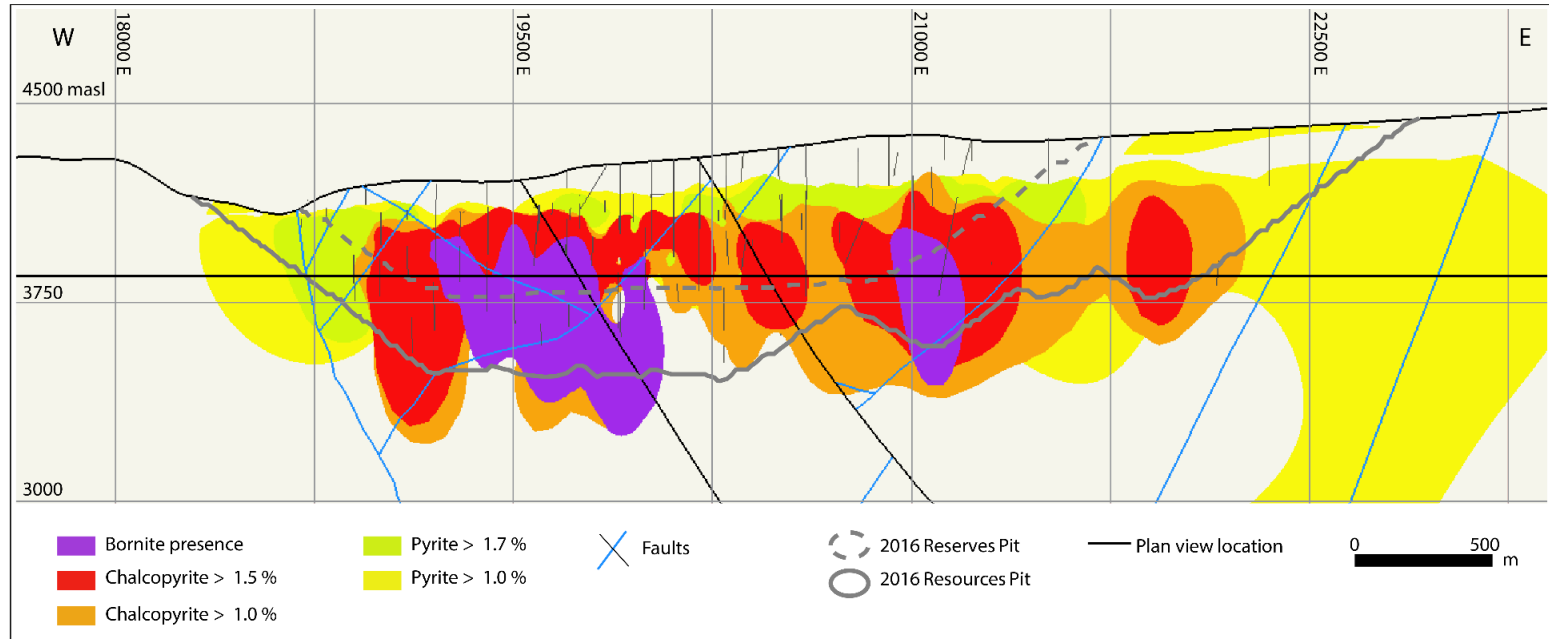 W
18000 E
19500 E
21000 E
22500 E
E
4500 masl
3750
3000
Bornite presence
Chalcopyrite > 1.5 %
Chalcopyrite > 1.0 %
Pyrite > 1.7 %
Pyrite > 1.0 %
Faults
2016 Reserves Pit
2016 Resources Pit
Plan view location
0 500
m